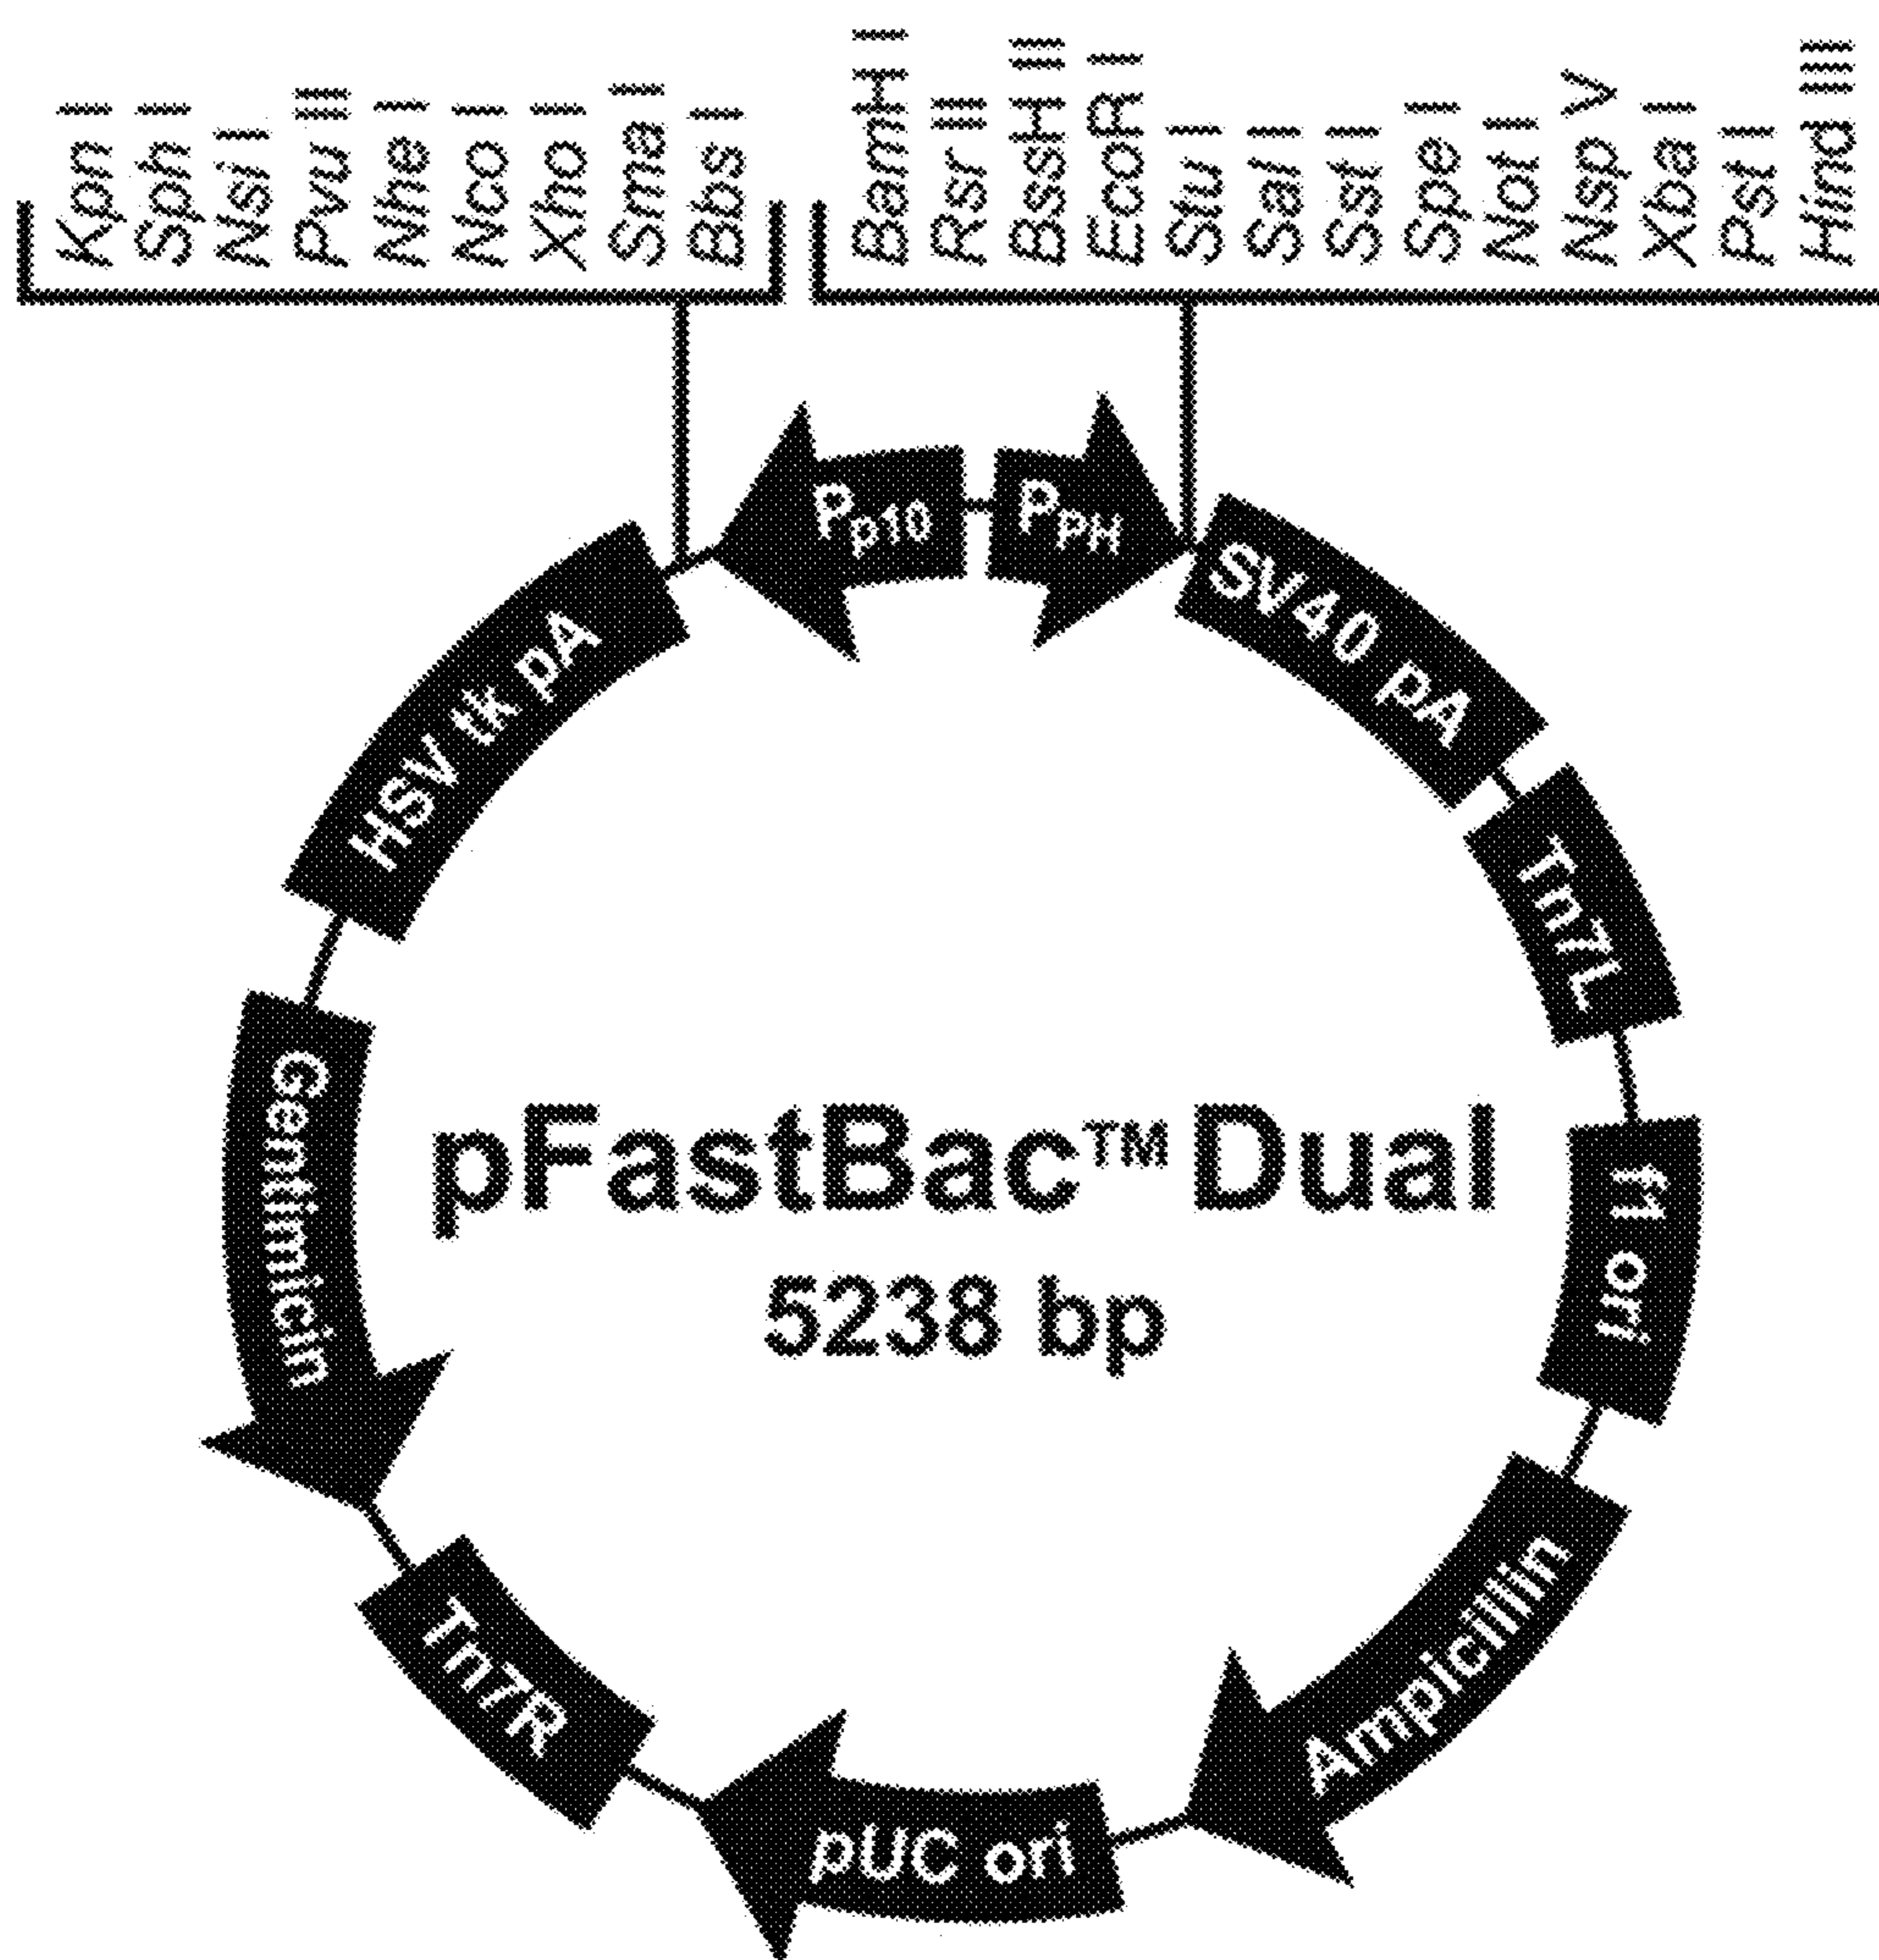 Kpn I
Sph I
Nsi I
Pvu II
Nhe I
Nco I
Xho I
Sma I
Bbs I
BamH I
Rsr II
BssH II
EcoR I
Stu I
Sal I
Sst I
Spe I
Not I
Nsp V
Xba I
Pst I
Hind III
Pp10
PPH
SV40 pA
HSV tk pA
Tn7L
Gentimicin
pFastBac™ Dual
5238 bp
f1 ori
Ampicillin
Tn7R
pUC ori